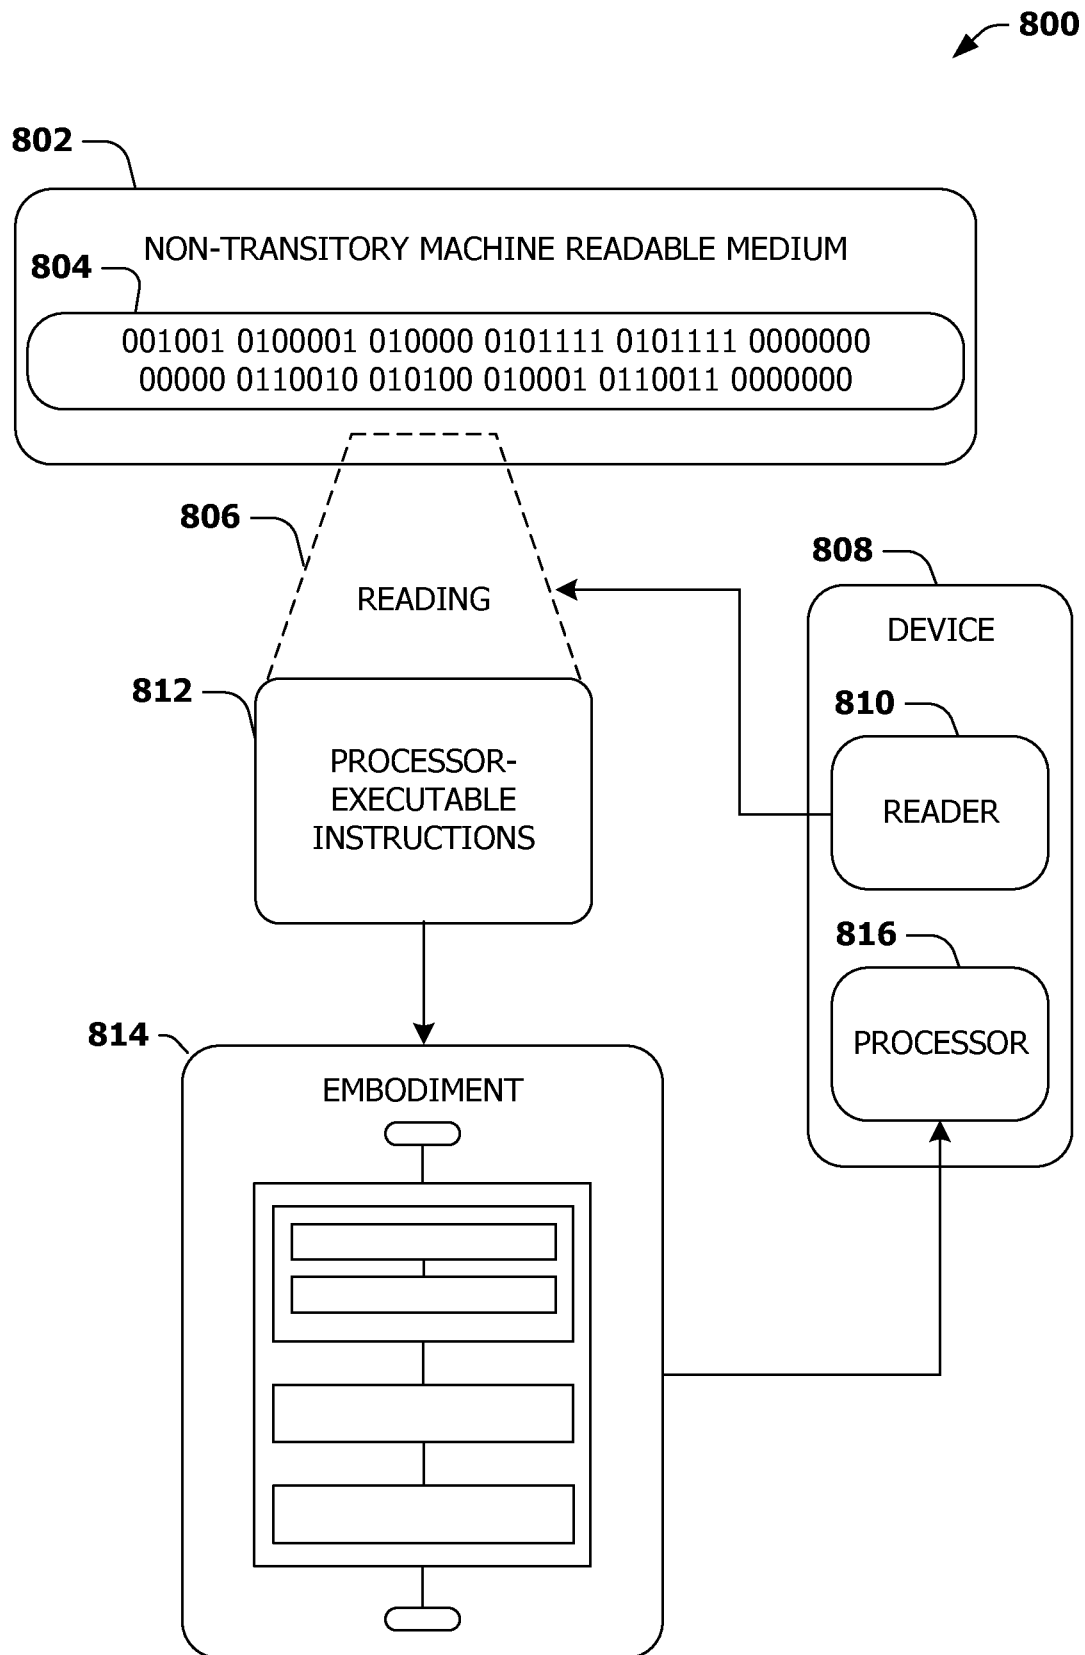 800
802
NON-TRANSITORY MACHINE READABLE MEDIUM
804
001001 0100001 010000 0101111 0101111 0000000
00000 0110010 010100 010001 0110011 0000000
806
READING
808
DEVICE
810
READER
812
PROCESSOR-
EXECUTABLE
INSTRUCTIONS
816
PROCESSOR
814
EMBODIMENT